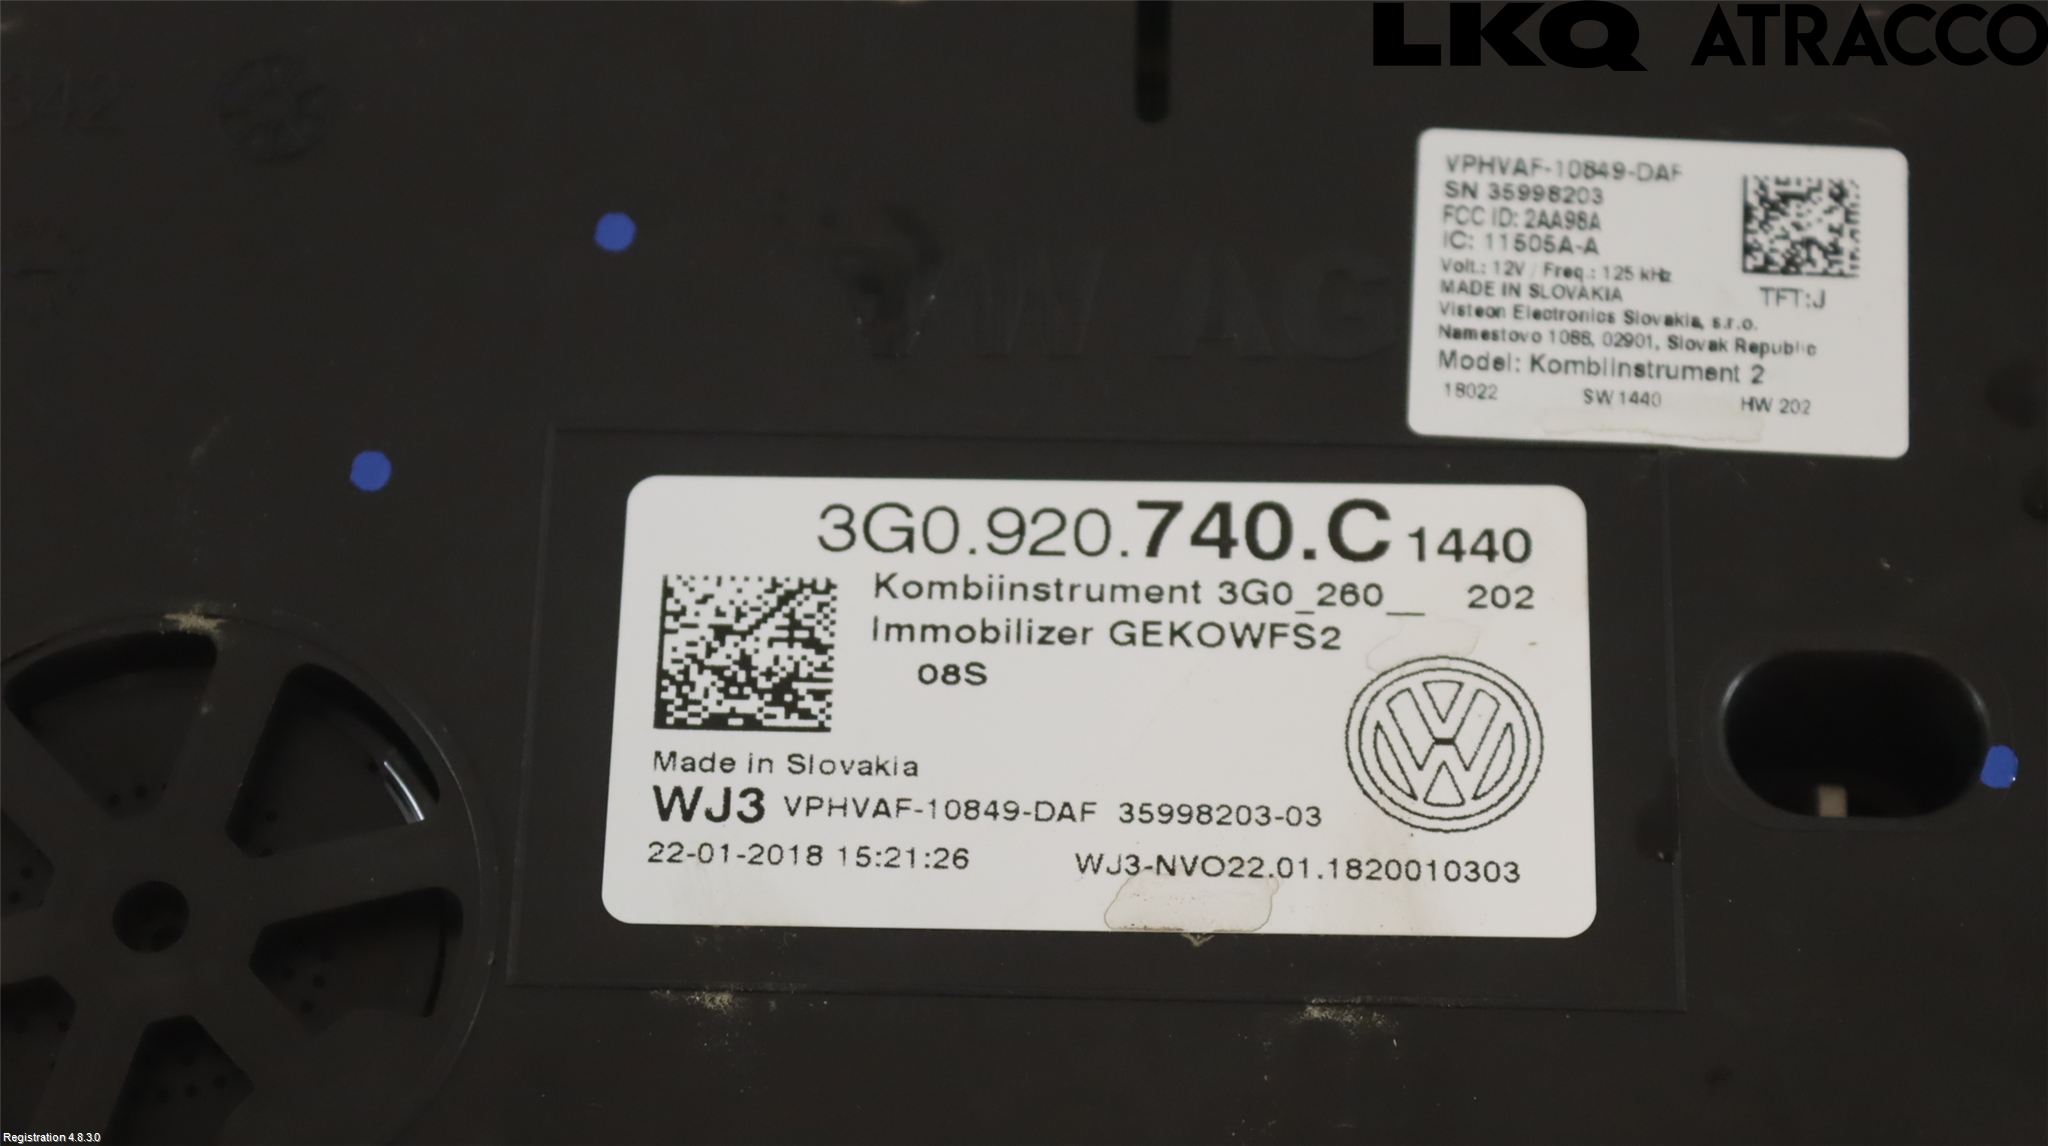 LKQ ATRACCO
VW AG
VPHVAF-10849-DAF
SN 35998203
FCC ID: 2AA98A
IC: 11505A-A
Volt.: 12V / Freq.: 125 kHz
MADE IN SLOVAKIA
TFT:J
Visteon Electronics Slovakia, s.r.o.
Namestovo 1088, 02901, Slovak Republic
Model: Kombiinstrument 2
18022 SW 1440 HW 202
3G0.920.740.C 1440
Kombiinstrument 3G0_260__ 202
Immobilizer GEKOWFS2
08S
Made in Slovakia
WJ3 VPHVAF-10849-DAF 35998203-03
22-01-2018 15:21:26 WJ3-NVO22.01.1820010303
Registration 4.8.3.0